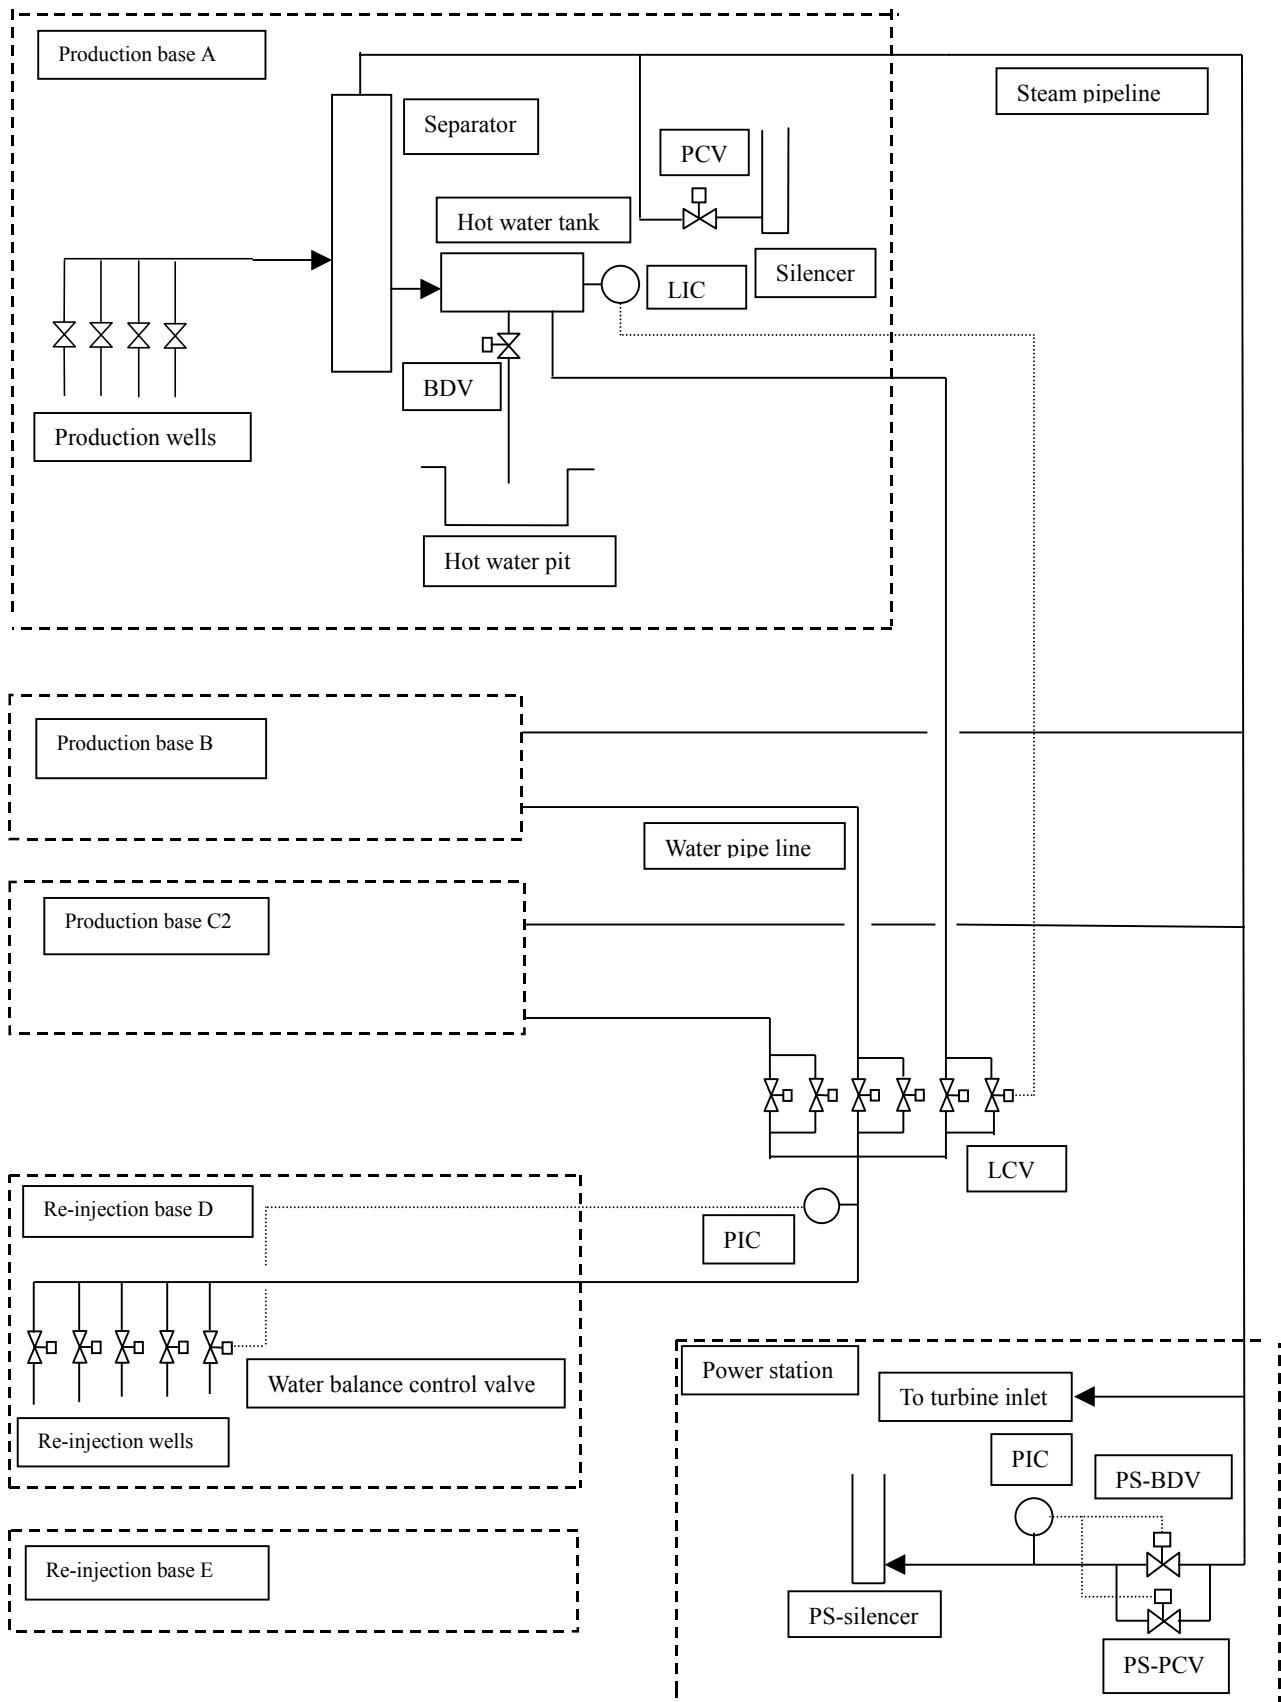 Production base A
Steam pipeline
Separator
PCV
Hot water tank
Silencer
LIC
BDV
Production wells
Hot water pit
Production base B
Water pipe line
Production base C2
LCV
Re-injection base D
PIC
Water balance control valve
Re-injection wells
Power station
To turbine inlet
PIC
PS-BDV
Re-injection base E
PS-silencer
PS-PCV